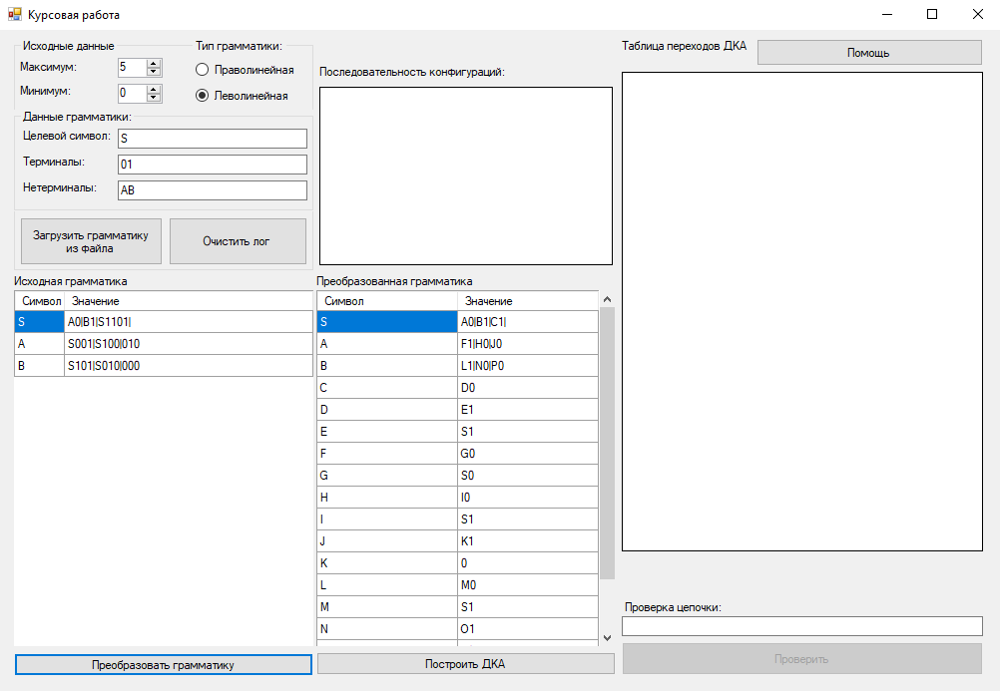 Курсовая работа
Исходные данные
Максимум:
5
Минимум:
0
Тип грамматики:
Праволинейная
Леволинейная
Данные грамматики:
Целевой символ:
S
Терминалы:
01
Нетерминалы:
AB
Загрузить грамматику
из файла
Очистить лог
Последовательность конфигураций:
Таблица переходов ДКА
Помощь
Исходная грамматика
Символ Значение
S A0|B1|S1101|
A S001|S100|010
B S101|S010|000
Преобразовать грамматику
Преобразованная грамматика
Символ Значение
S A0|B1|C1|
A F1|H0|J0
B L1|N0|P0
C D0
D E1
E S1
F G0
G S0
H I0
I S1
J K1
K 0
L M0
M S1
N O1
Построить ДКА
Проверка цепочки:
Проверить